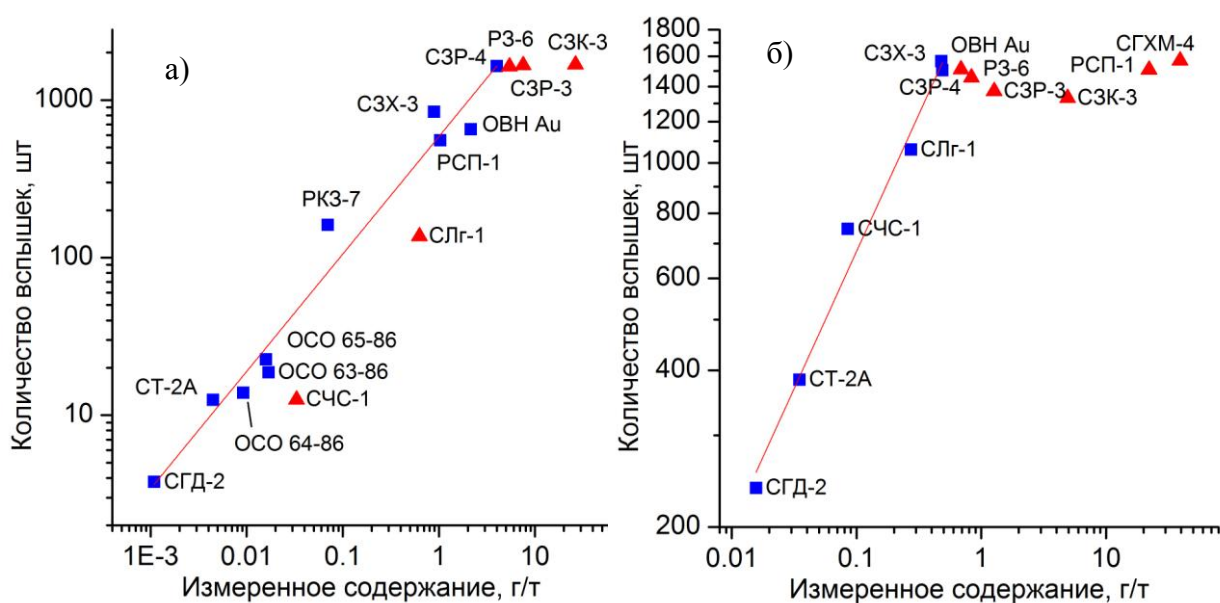 а)
Количество вспышек, шт
1000
100
10
1E-3
0.01
0.1
1
10
Измеренное содержание, г/т
СЗР-4
РЗ-6
СЗК-3
СЗР-3
СЗХ-3
ОВН Au
РСП-1
РКЗ-7
СЛг-1
ОСО 65-86
ОСО 63-86
СТ-2А
СЧС-1
ОСО 64-86
СГД-2
б)
Количество вспышек, шт
1800
1600
1400
1200
1000
800
600
400
200
0.01
0.1
1
10
Измеренное содержание, г/т
СЗХ-3
ОВН Au
СГХМ-4
РСП-1
РЗ-6
СЗР-4
СЗР-3
СЗК-3
СЛг-1
СЧС-1
СТ-2А
СГД-2